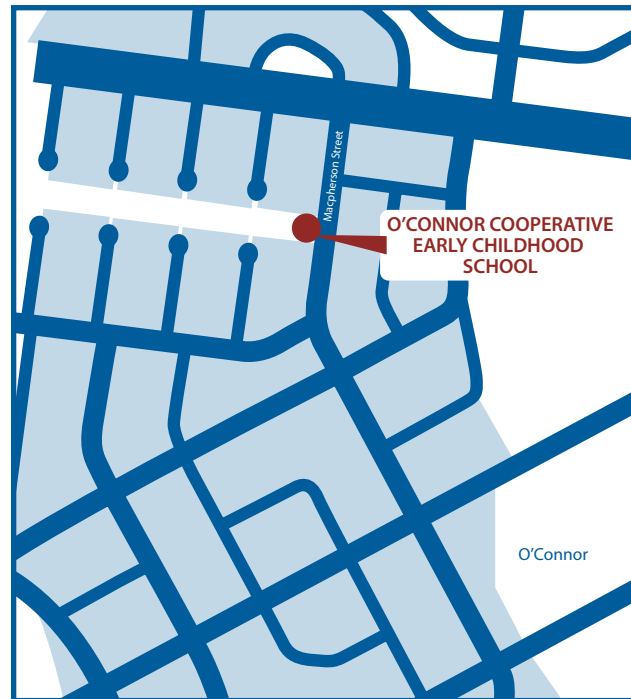 Macpherson Street
O'CONNOR COOPERATIVE
EARLY CHILDHOOD
SCHOOL
O'Connor